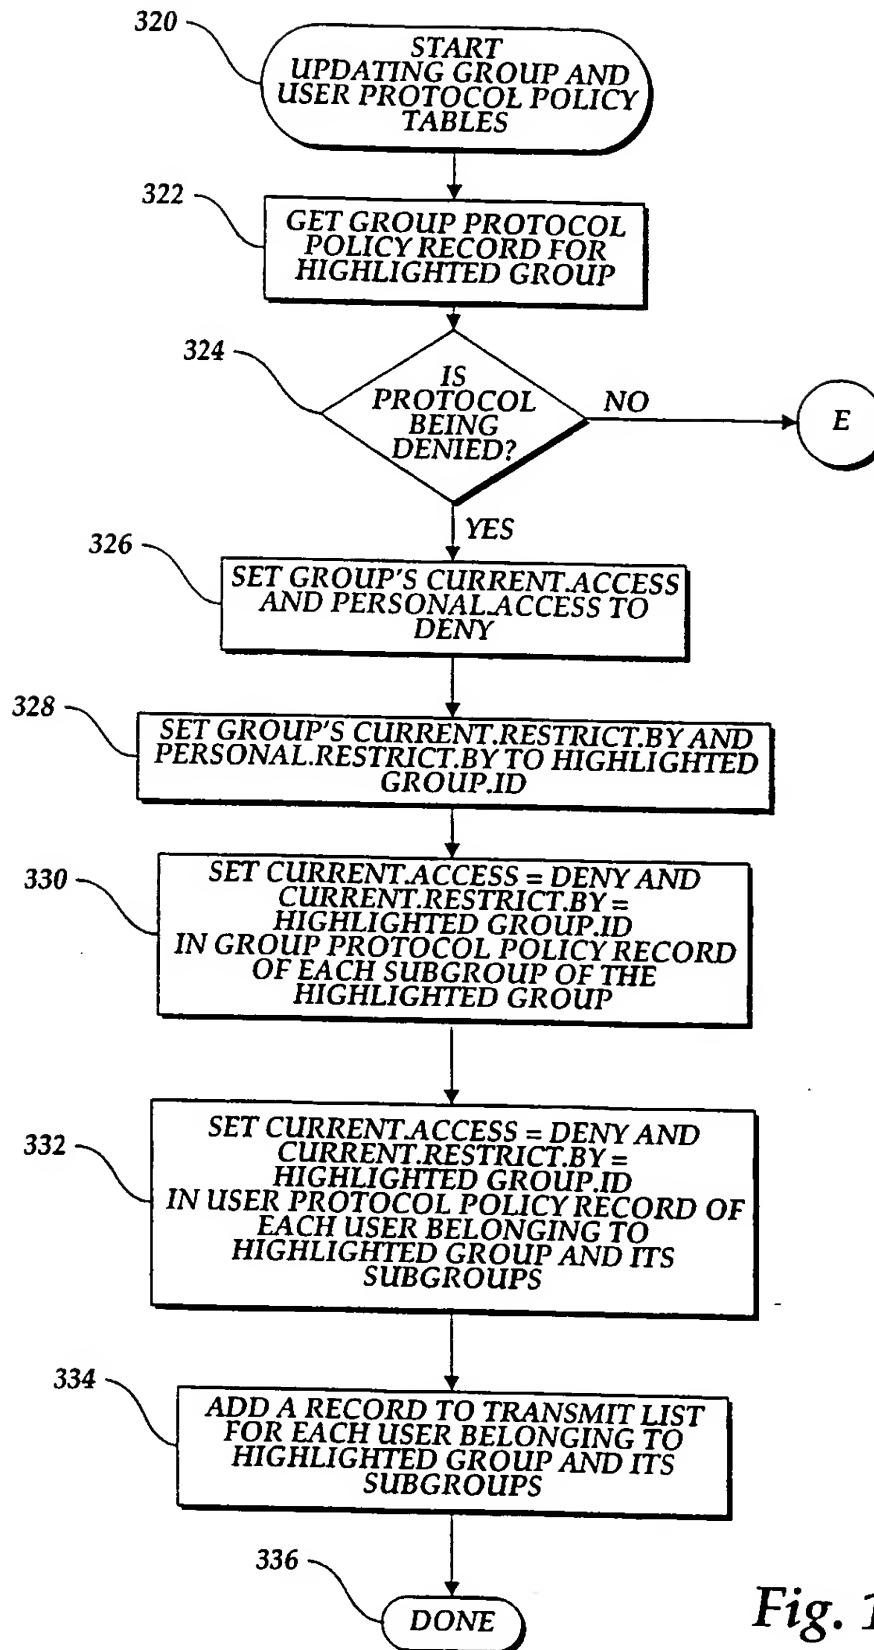 320
START
UPDATING GROUP AND
USER PROTOCOL POLICY
TABLES
322
GET GROUP PROTOCOL
POLICY RECORD FOR
HIGHLIGHTED GROUP
324
IS
PROTOCOL
BEING
DENIED?
NO
E
YES
326
SET GROUP'S CURRENT.ACCESS
AND PERSONAL.ACCESS TO
DENY
328
SET GROUP'S CURRENT.RESTRICT.BY AND
PERSONAL.RESTRICT.BY TO HIGHLIGHTED
GROUP.ID
330
SET CURRENT.ACCESS = DENY AND
CURRENT.RESTRICT.BY =
HIGHLIGHTED GROUP.ID
IN GROUP PROTOCOL POLICY RECORD
OF EACH SUBGROUP OF THE
HIGHLIGHTED GROUP
332
SET CURRENT.ACCESS = DENY AND
CURRENT.RESTRICT.BY =
HIGHLIGHTED GROUP.ID
IN USER PROTOCOL POLICY RECORD OF
EACH USER BELONGING TO
HIGHLIGHTED GROUP AND ITS
SUBGROUPS
334
ADD A RECORD TO TRANSMIT LIST
FOR EACH USER BELONGING TO
HIGHLIGHTED GROUP AND ITS
SUBGROUPS
336
DONE
Fig.